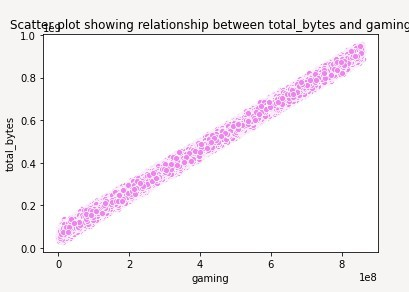 Scatter plot showing relationship between total_bytes and gaming
1e9
1.0
0.8
0.6
0.4
0.2
0.0
total_bytes
0 2 4 6 8
1e8
gaming